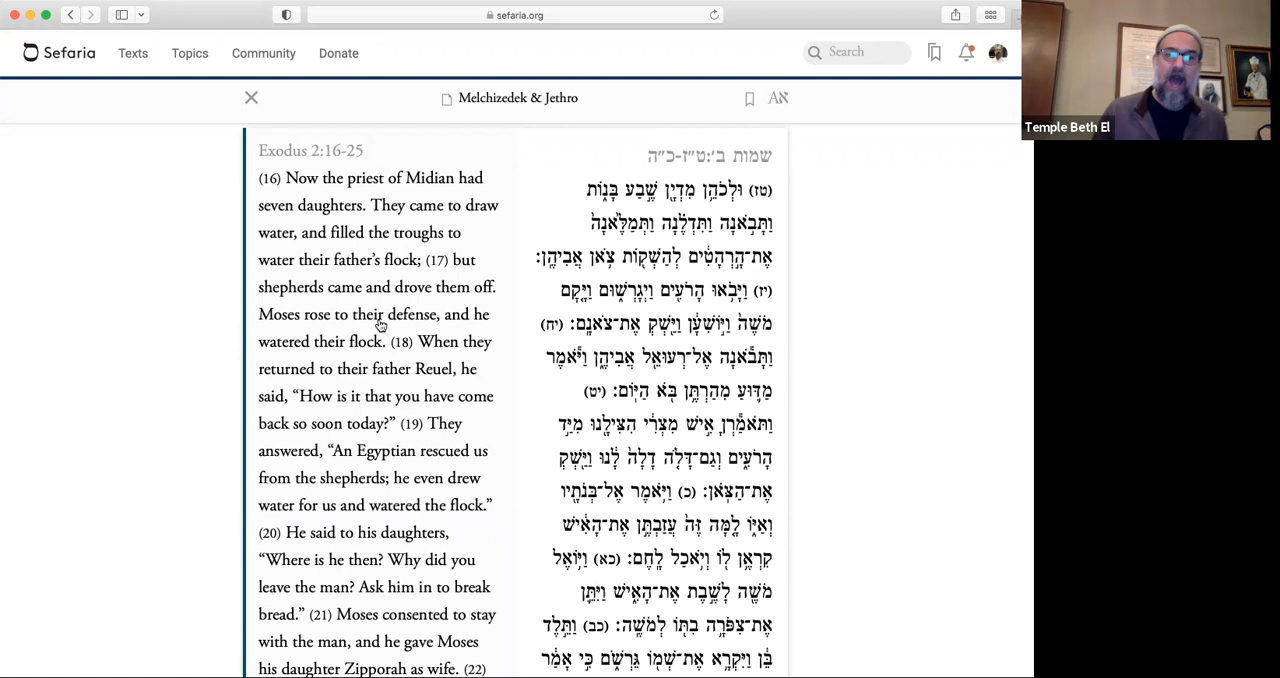 sefaria.org
Sefaria
Texts
Topics
Community
Donate
Search
Melchizedek & Jethro
Temple Beth El
Exodus 2:16-25
(16) Now the priest of Midian had
seven daughters. They came to draw
water, and filled the troughs to
water their father’s flock; (17) but
shepherds came and drove them off.
Moses rose to their defense, and he
watered their flock. (18) When they
returned to their father Reuel, he
said, “How is it that you have come
back so soon today?” (19) They
answered, “An Egyptian rescued us
from the shepherds; he even drew
water for us and watered the flock.”
(20) He said to his daughters,
“Where is he then? Why did you
leave the man? Ask him in to break
bread.” (21) Moses consented to stay
with the man, and he gave Moses
his daughter Zipporah as wife. (22)
שמות ב׳:ט״ז-כ״ה
(טז) וּלְכֹהֵ֥ן מִדְיָ֖ן שֶׁ֣בַע בָּנ֑וֹת
וַתָּבֹ֣אנָה וַתִּדְלֶ֗נָה וַתְּמַלֶּ֙אנָה֙
אֶת־הָ֣רְהָטִ֔ים לְהַשְׁק֖וֹת צֹ֥אן אֲבִיהֶֽן׃
(יז) וַיָּבֹ֥אוּ הָרֹעִ֖ים וַיְגָרְשׁ֑וּם וַיָּ֤קׇם
מֹשֶׁה֙ וַיּ֣וֹשִׁעָ֔ן וַיַּ֖שְׁקְ אֶת־צֹאנָֽם׃ (יח)
וַתָּבֹ֕אנָה אֶל־רְעוּאֵ֖ל אֲבִיהֶ֑ן וַיֹּ֕אמֶר
מַדּ֛וּעַ מִהַרְתֶּ֥ן בֹּ֖א הַיּֽוֹם׃ (יט)
וַתֹּאמַ֕רְןָ אִ֣ישׁ מִצְרִ֔י הִצִּילָ֖נוּ מִיַּ֣ד
הָרֹעִ֑ים וְגַם־דָּלֹ֤ה דָלָה֙ לָ֔נוּ וַיַּ֖שְׁקְ
אֶת־הַצֹּֽאן׃ (כ) וַיֹּ֥אמֶר אֶל־בְּנֹתָ֖יו
וְאַיּ֑וֹ לָ֤מָּה זֶּה֙ עֲזַבְתֶּ֣ן אֶת־הָאִ֔ישׁ
קִרְאֶ֥ן ל֖וֹ וְיֹ֥אכַל לָֽחֶם׃ (כא) וַיּ֥וֹאֶל
מֹשֶׁ֖ה לָשֶׁ֣בֶת אֶת־הָאִ֑ישׁ וַיִּתֵּ֛ן
אֶת־צִפֹּרָ֥ה בִתּ֖וֹ לְמֹשֶֽׁה׃ (כב) וַתֵּ֣לֶד
בֵּ֔ן וַיִּקְרָ֥א אֶת־שְׁמ֖וֹ גֵּרְשֹׁ֑ם כִּ֣י אָמַ֔ר